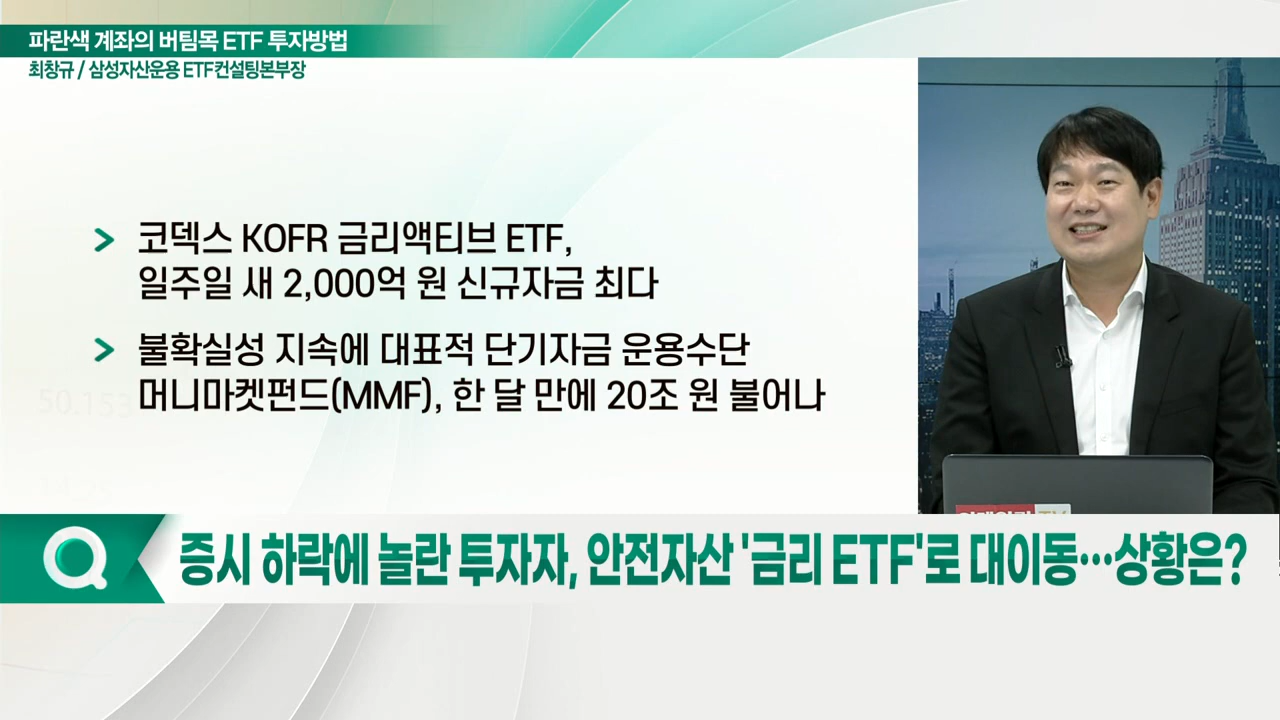 파란색 계좌의 버팀목 ETF 투자방법
최창규 / 삼성자산운용 ETF컨설팅본부장
코덱스 KOFR 금리액티브 ETF,
일주일 새 2,000억 원 신규자금 최다
불확실성 지속에 대표적 단기자금 운용수단
머니마켓펀드(MMF), 한 달 만에 20조 원 불어나
50.153
증시 하락에 놀란 투자자, 안전자산 '금리 ETF'로 대이동…상황은?